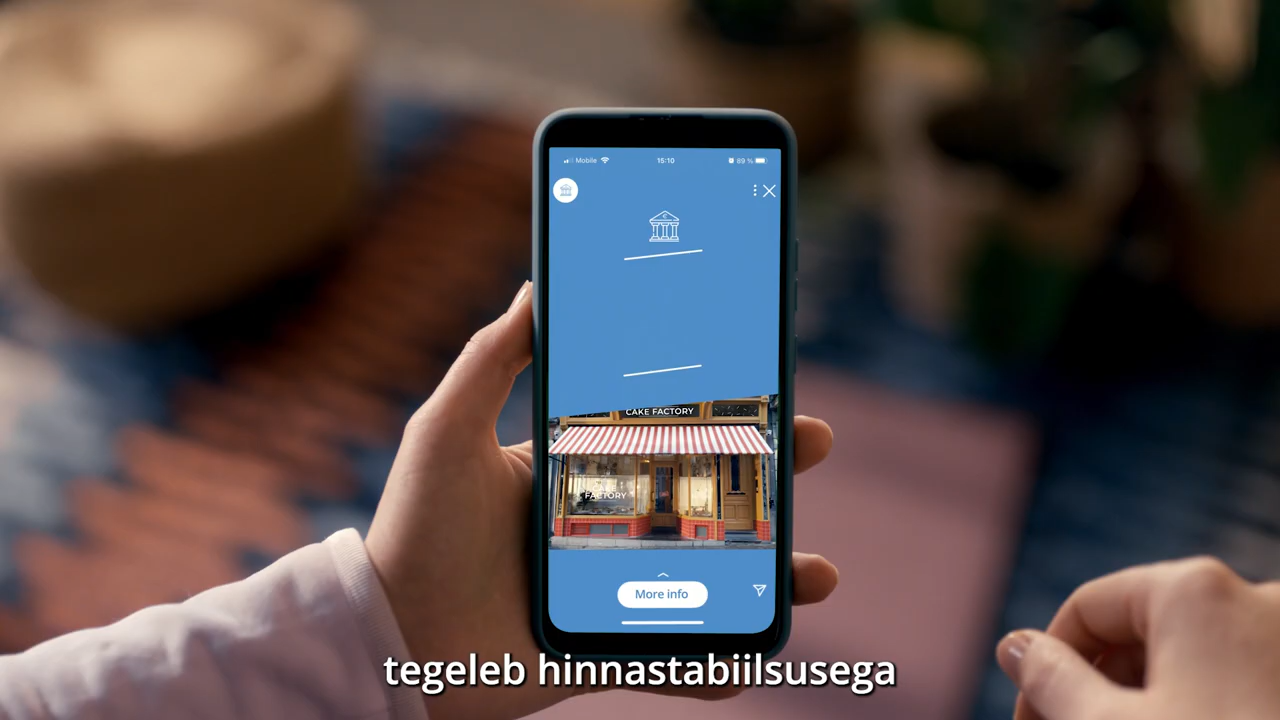 Mobile
15:10
89 %
CAKE FACTORY
FACTORY
More info
tegeleb hinnastabiilsusega